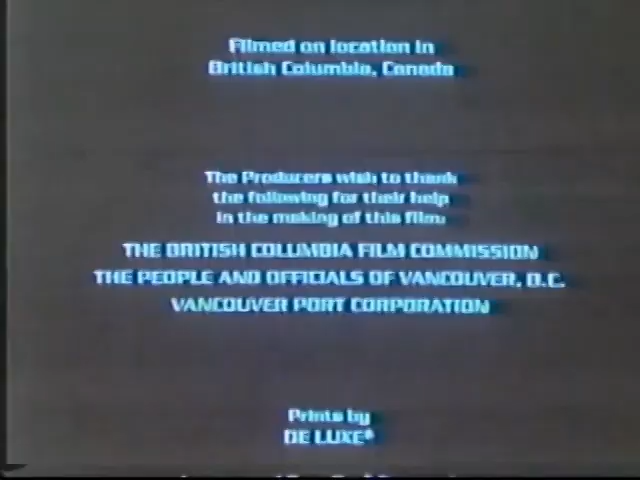 Filmed on location in
British Columbia, Canada
The Producers wish to thank
the following for their help
in the making of this film:
THE BRITISH COLUMBIA FILM COMMISSION
THE PEOPLE AND OFFICIALS OF VANCOUVER, B.C.
VANCOUVER PORT CORPORATION
Prints by
DE LUXE®